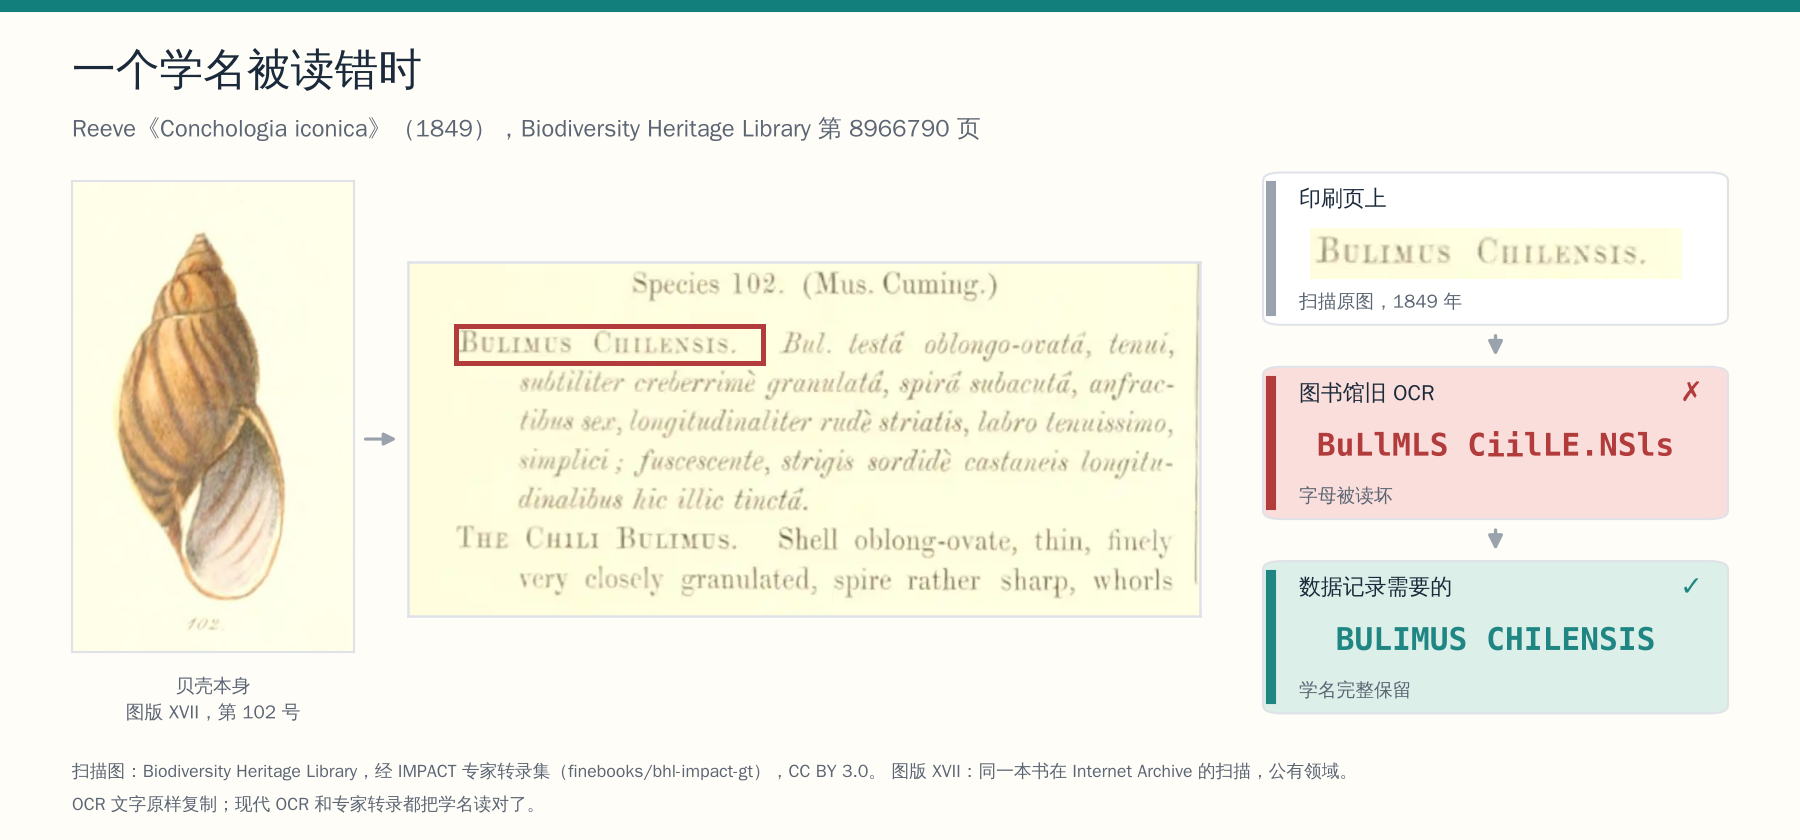 一个学名被读错时
Reeve《Conchologia iconica》（1849），Biodiversity Heritage Library 第 8966790 页
102.
贝壳本身
图版 XVII，第 102 号
Species 102. (Mus. Cuming.)
BULIMUS CHILENSIS. Bul. testâ oblongo-ovatâ, tenui,
subtiliter creberrimè granulatâ, spirâ subacutâ, anfrac-
tibus sex, longitudinaliter rudè striatis, labro tenuissimo,
simplici; fuscescente, strigis sordidè castaneis longitu-
dinalibus hic illic tinctâ.
THE CHILI BULIMUS. Shell oblong-ovate, thin, finely
very closely granulated, spire rather sharp, whorls
印刷页上
BULIMUS CHILENSIS.
扫描原图，1849 年
图书馆旧 OCR ✗
BuLlMLS CiilLE.NSls
字母被读坏
数据记录需要的 ✓
BULIMUS CHILENSIS
学名完整保留
扫描图：Biodiversity Heritage Library，经 IMPACT 专家转录集（finebooks/bhl-impact-gt），CC BY 3.0。 图版 XVII：同一本书在 Internet Archive 的扫描，公有领域。
OCR 文字原样复制；现代 OCR 和专家转录都把学名读对了。